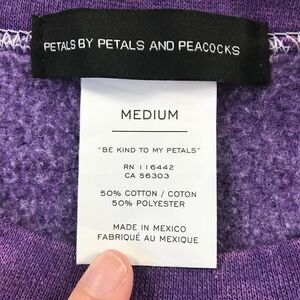 PETALS BY PETALS AND PEACOCKS
MEDIUM
"BE KIND TO MY PETALS"
RN 116442
CA 56303
50% COTTON / COTON
50% POLYESTER
MADE IN MEXICO
FABRIQUÉ AU MEXIQUE